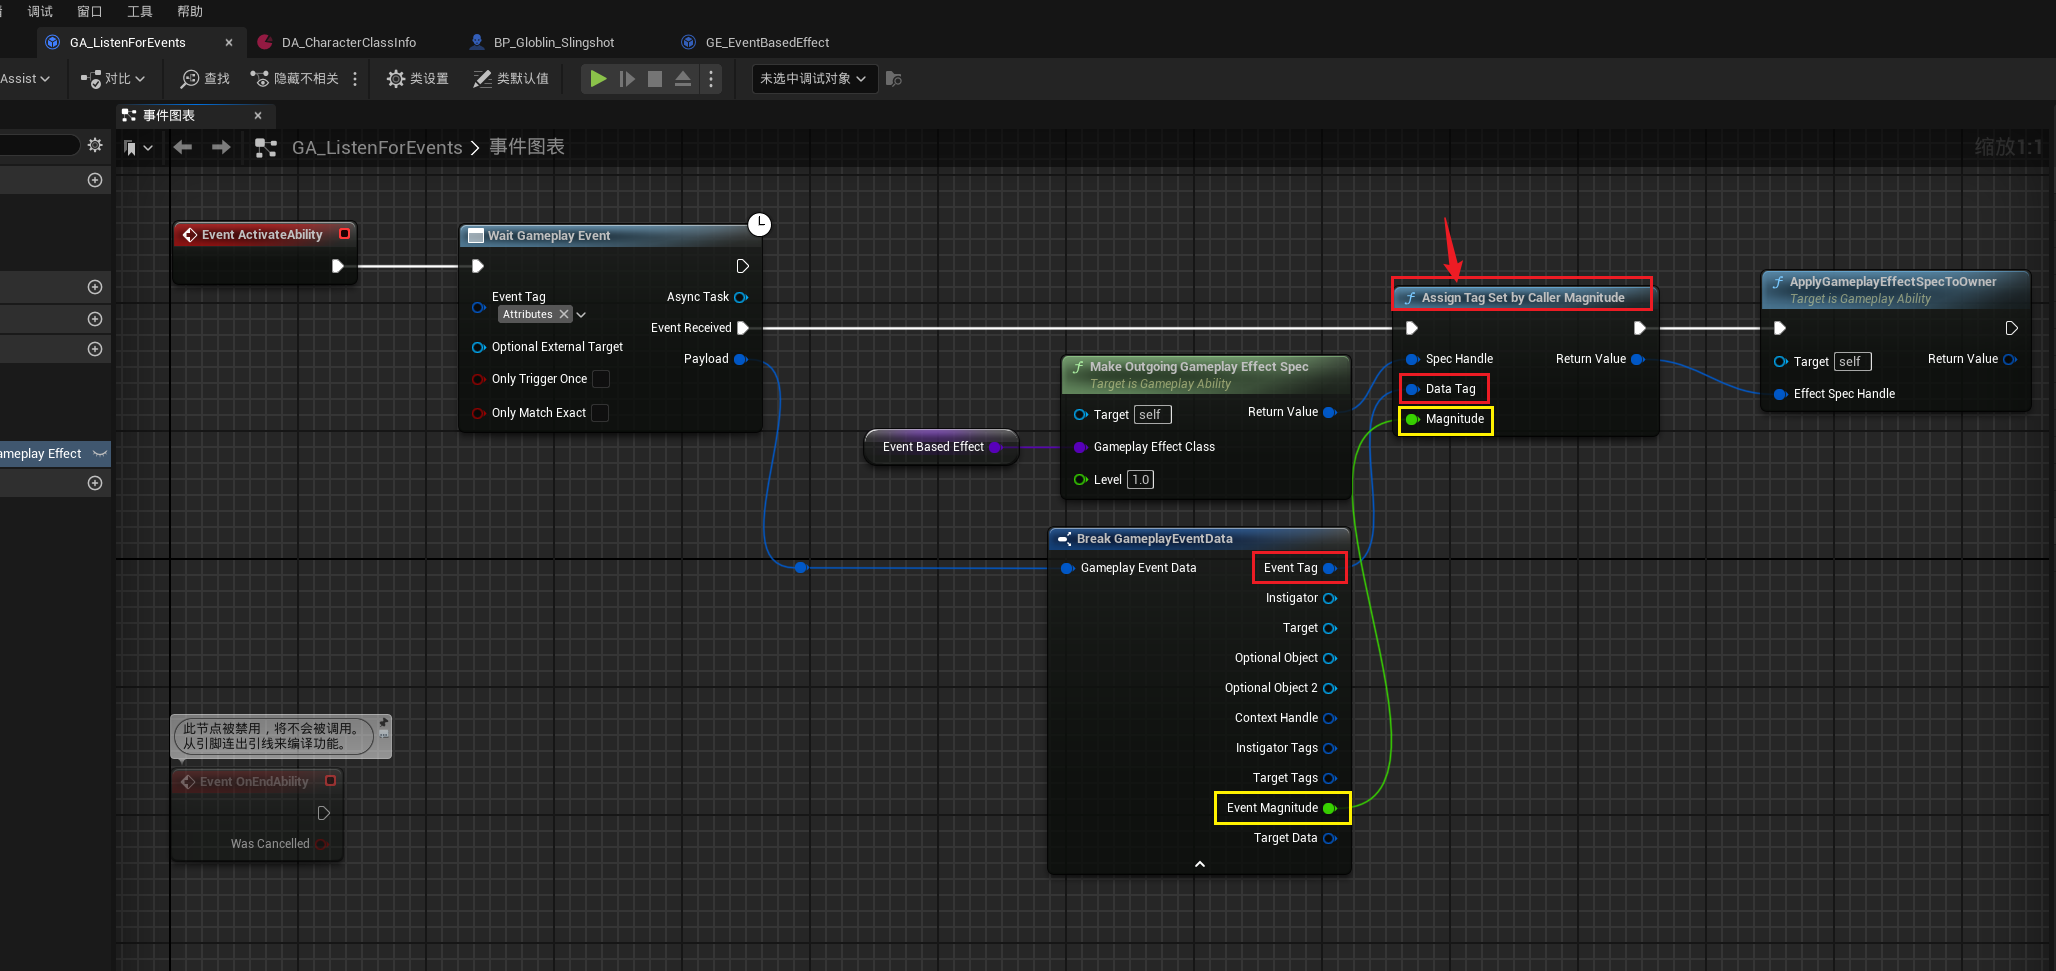 调试 窗口 工具 帮助
GA_ListenForEvents DA_CharacterClassInfo BP_Globlin_Slingshot GE_EventBasedEffect
Assist 对比 查找 隐藏不相关 类设置 类默认值 未选中调试对象
事件图表
GA_ListenForEvents > 事件图表 缩放1:1
Event ActivateAbility
Wait Gameplay Event
Event Tag
Attributes
Async Task
Optional External Target
Event Received
Only Trigger Once
Payload
Only Match Exact
Event Based Effect
Make Outgoing Gameplay Effect Spec
Target is Gameplay Ability
Target self
Return Value
Gameplay Effect Class
Level 1.0
Assign Tag Set by Caller Magnitude
Spec Handle Return Value
Data Tag
Magnitude
ApplyGameplayEffectSpecToOwner
Target is Gameplay Ability
Target self Return Value
Effect Spec Handle
ameplay Effect
Break GameplayEventData
Gameplay Event Data Event Tag
Instigator
Target
Optional Object
Optional Object 2
Context Handle
Instigator Tags
Target Tags
Event Magnitude
Target Data
此节点被禁用，将不会被调用。
从引脚连出引线来编译功能。
Event OnEndAbility
Was Cancelled